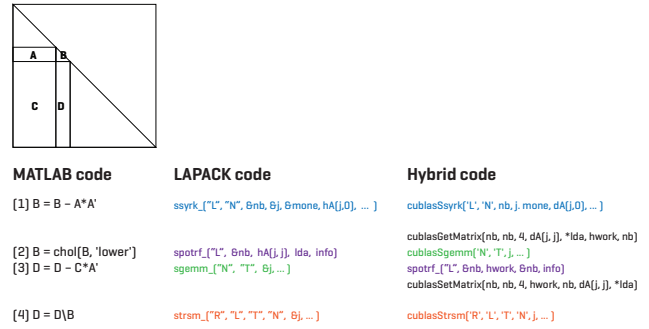 A B
C D
MATLAB code LAPACK code Hybrid code
(1) B = B – A*A' ssyrk_("L", "N", &nb, &j, &mone, hA(j,0), ... ) cublasSsyrk('L', 'N', nb, j. mone, dA(j,0), ... )
cublasGetMatrix(nb, nb, 4, dA(j, j), *lda, hwork, nb)
(2) B = chol(B, 'lower') spotrf_("L", &nb, hA(j, j), lda, info) cublasSgemm('N', 'T', j, ... )
(3) D = D – C*A' sgemm_("N", "T", &j, ... ) spotrf_("L", &nb, hwork, &nb, info)
cublasSetMatrix(nb, nb, 4, hwork, nb, dA(j, j), *lda)
(4) D = D\B strsm_("R", "L", "T", "N", &j, ... ) cublasStrsm('R', 'L', 'T', 'N', j, ... )